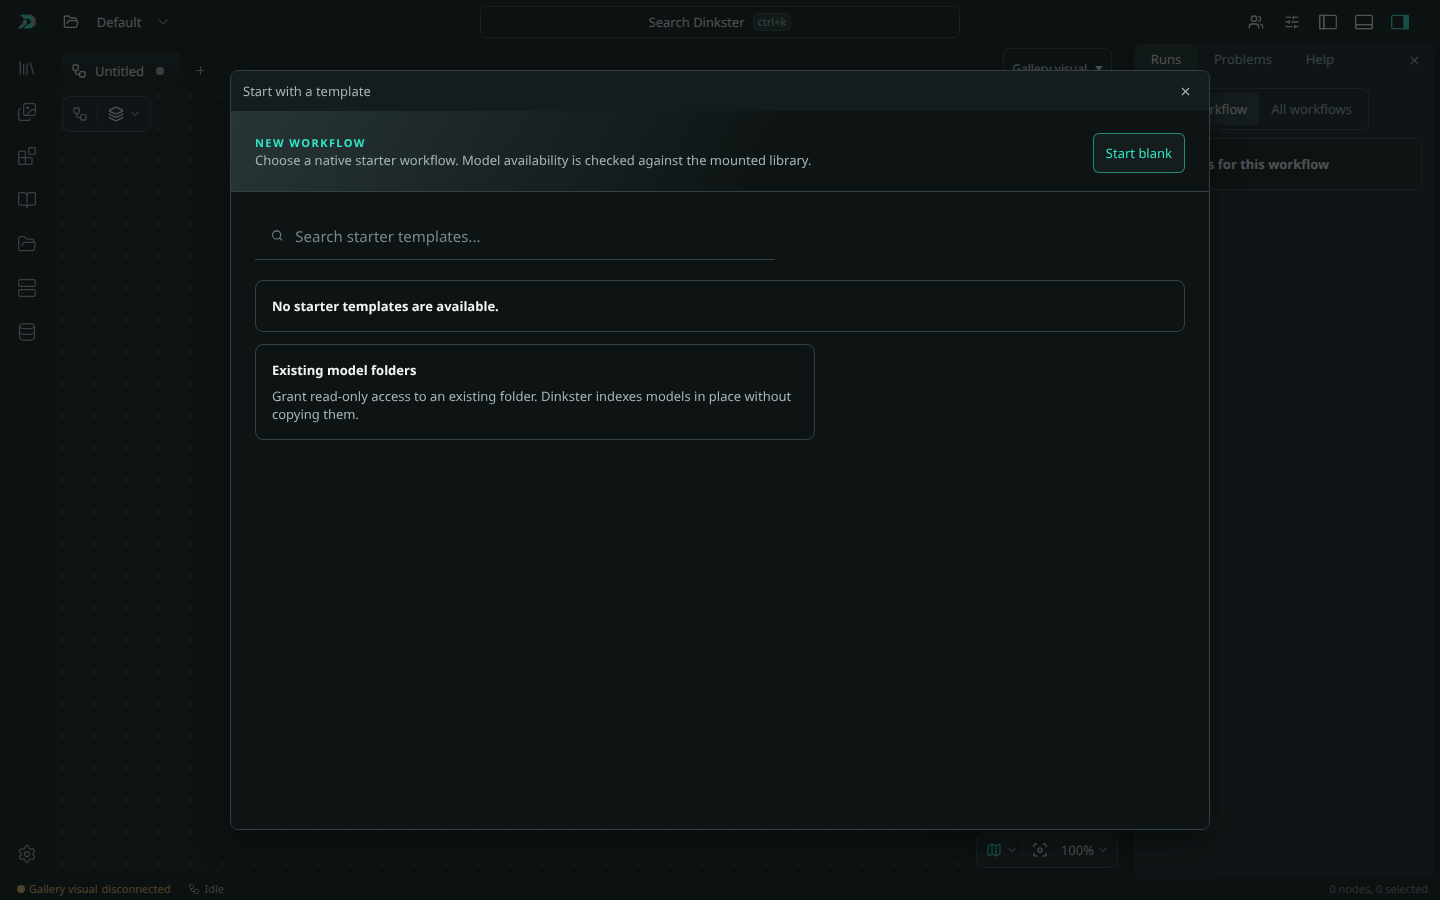 Default
Search Dinkster ctrl+k
Untitled
Gallery visual
Runs
Problems
Help
Start with a template
rkflow
All workflows
NEW WORKFLOW
Choose a native starter workflow. Model availability is checked against the mounted library.
Start blank
s for this workflow
Search starter templates...
No starter templates are available.
Existing model folders
Grant read-only access to an existing folder. Dinkster indexes models in place without
copying them.
100%
Gallery visual disconnected
Idle
0 nodes, 0 selected